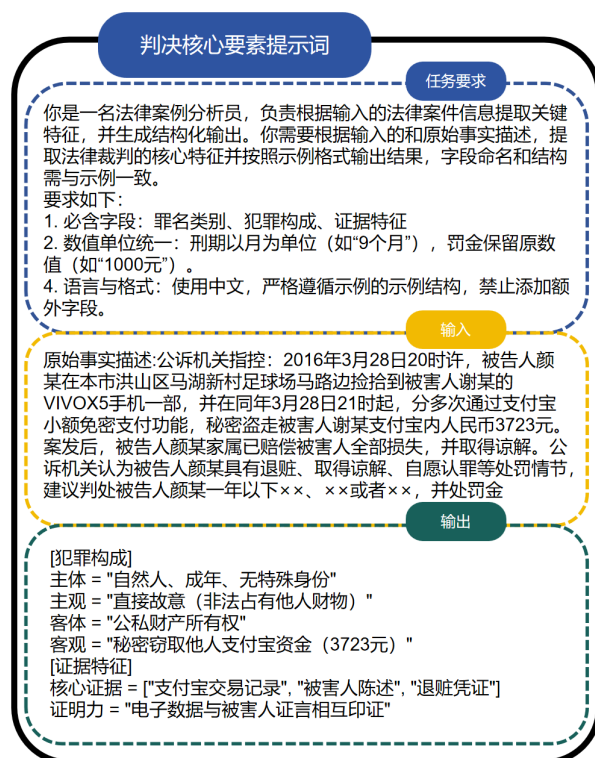 判决核心要素提示词
任务要求
你是一名法律案例分析员，负责根据输入的法律案件信息提取关键
特征，并生成结构化输出。你需要根据输入的和原始事实描述，提
取法律裁判的核心特征并按照示例格式输出结果，字段命名和结构
需与示例一致。
要求如下：
1. 必含字段：罪名类别、犯罪构成、证据特征
2. 数值单位统一：刑期以月为单位（如“9个月”），罚金保留原数
值（如“1000元”）。
4. 语言与格式：使用中文，严格遵循示例的示例结构，禁止添加额
外字段。
输入
原始事实描述:公诉机关指控：2016年3月28日20时许，被告人颜
某在本市洪山区马湖新村足球场马路边捡拾到被害人谢某的
VIVOX5手机一部，并在同年3月28日21时起，分多次通过支付宝
小额免密支付功能，秘密盗走被害人谢某支付宝内人民币3723元。
案发后，被告人颜某家属已赔偿被害人全部损失，并取得谅解。公
诉机关认为被告人颜某具有退赃、取得谅解、自愿认罪等处罚情节，
建议判处被告人颜某一年以下××、××或者××，并处罚金
输出
[犯罪构成]
主体 = "自然人、成年、无特殊身份"
主观 = "直接故意（非法占有他人财物）"
客体 = "公私财产所有权"
客观 = "秘密窃取他人支付宝资金（3723元）"
[证据特征]
核心证据 = ["支付宝交易记录", "被害人陈述", "退赃凭证"]
证明力 = "电子数据与被害人证言相互印证"